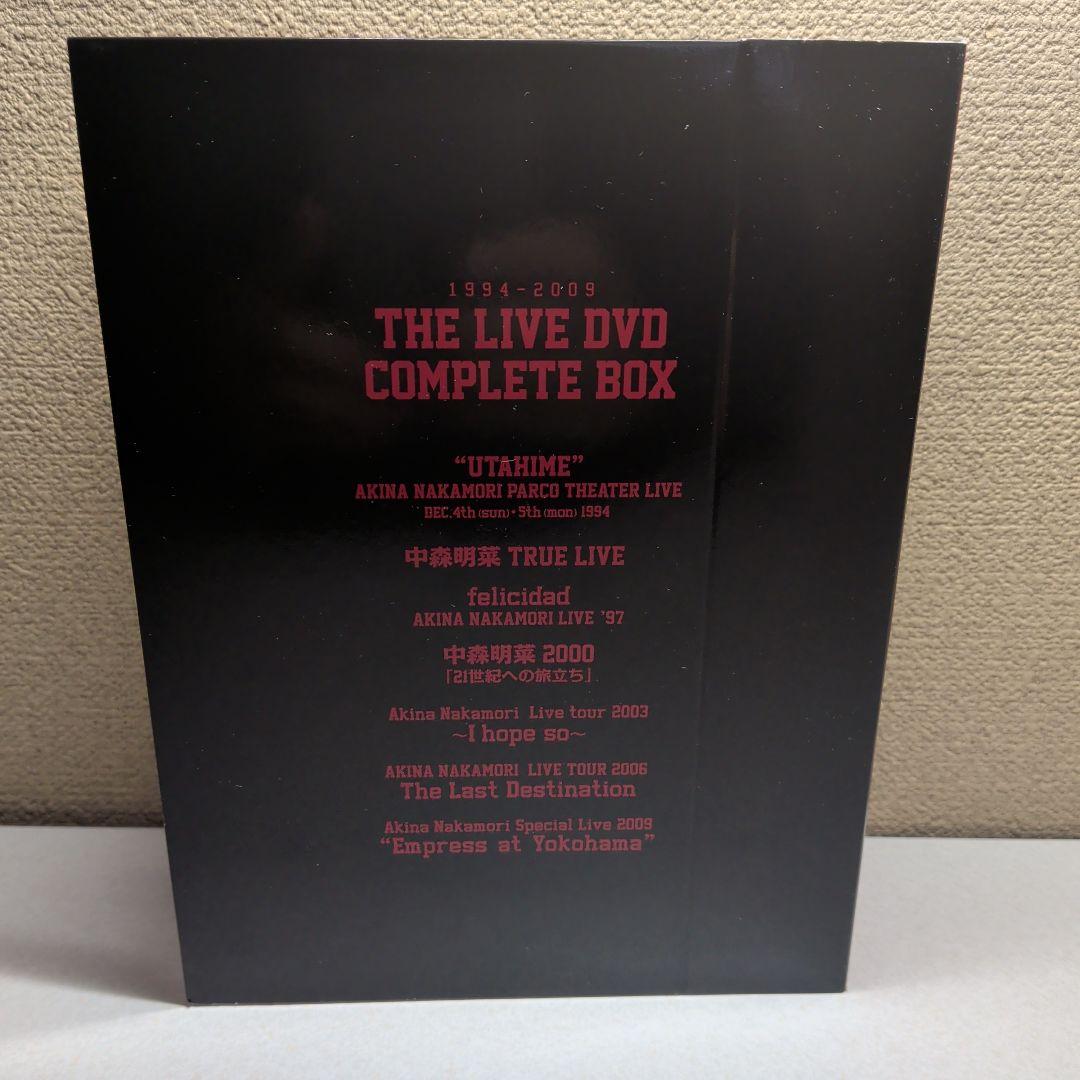 1994-2009
THE LIVE DVD
COMPLETE BOX
“UTAHIME”
AKINA NAKAMORI PARCO THEATER LIVE
DEC.4th (sun)・5th (mon) 1994
中森明菜 TRUE LIVE
felicidad
AKINA NAKAMORI LIVE ’97
中森明菜 2000
「21世紀への旅立ち」
Akina Nakamori Live tour 2003
~I hope so~
AKINA NAKAMORI LIVE TOUR 2006
The Last Destination
Akina Nakamori Special Live 2009
“Empress at Yokohama”